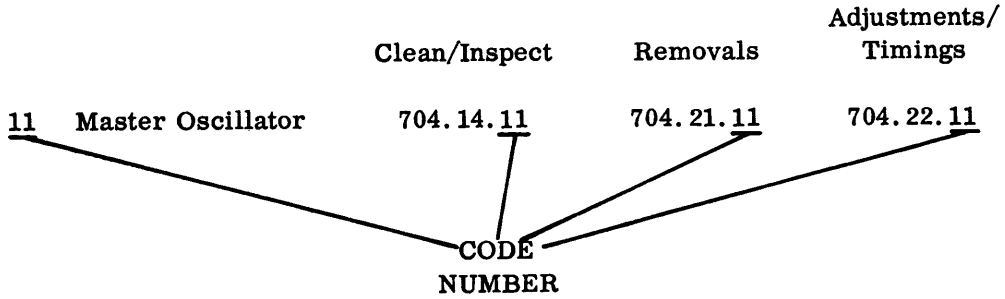 Adjustments/
Clean/Inspect Removals Timings
11 Master Oscillator 704.14.11 704.21.11 704.22.11
CODE
NUMBER